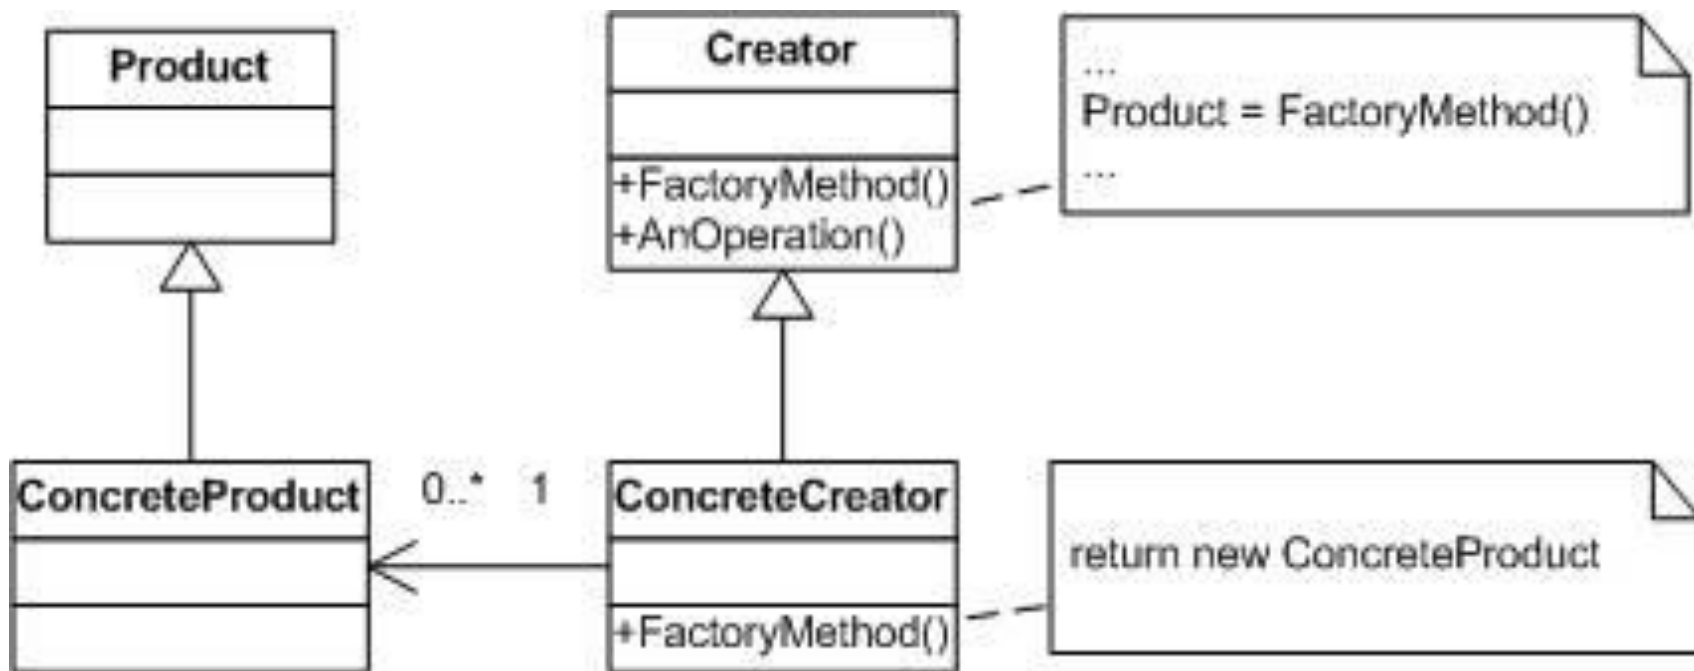 Product
Creator
+FactoryMethod()
+AnOperation()
...
Product = FactoryMethod()
...
ConcreteProduct
0..*
1
ConcreteCreator
+FactoryMethod()
return new ConcreteProduct